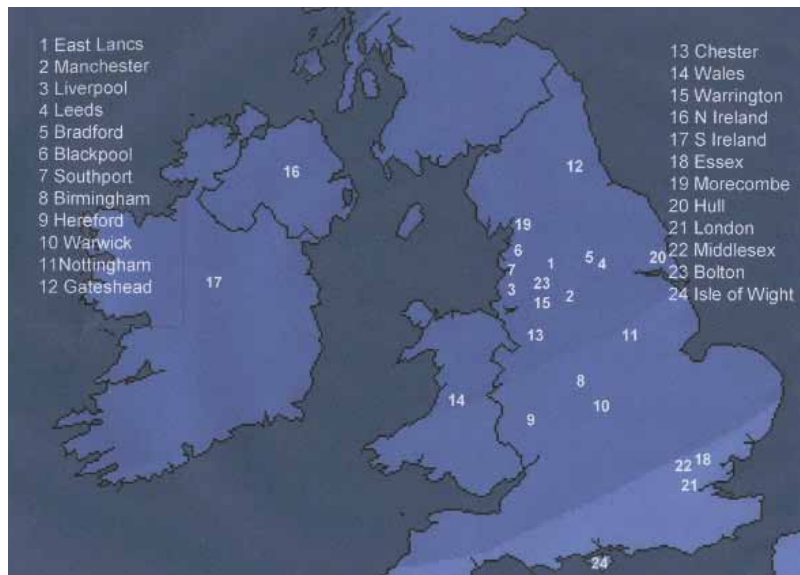 1 East Lancs
2 Manchester
3 Liverpool
4 Leeds
5 Bradford
6 Blackpool
7 Southport
8 Birmingham
9 Hereford
10 Warwick
11Nottingham
12 Gateshead
13 Chester
14 Wales
15 Warrington
16 N Ireland
17 S Ireland
18 Essex
19 Morecombe
20 Hull
21 London
22 Middlesex
23 Bolton
24 Isle of Wight
12
16
19
6
5
20
1
4
7
17
23
3
2
15
13
11
8
14
10
9
18
22
21
24